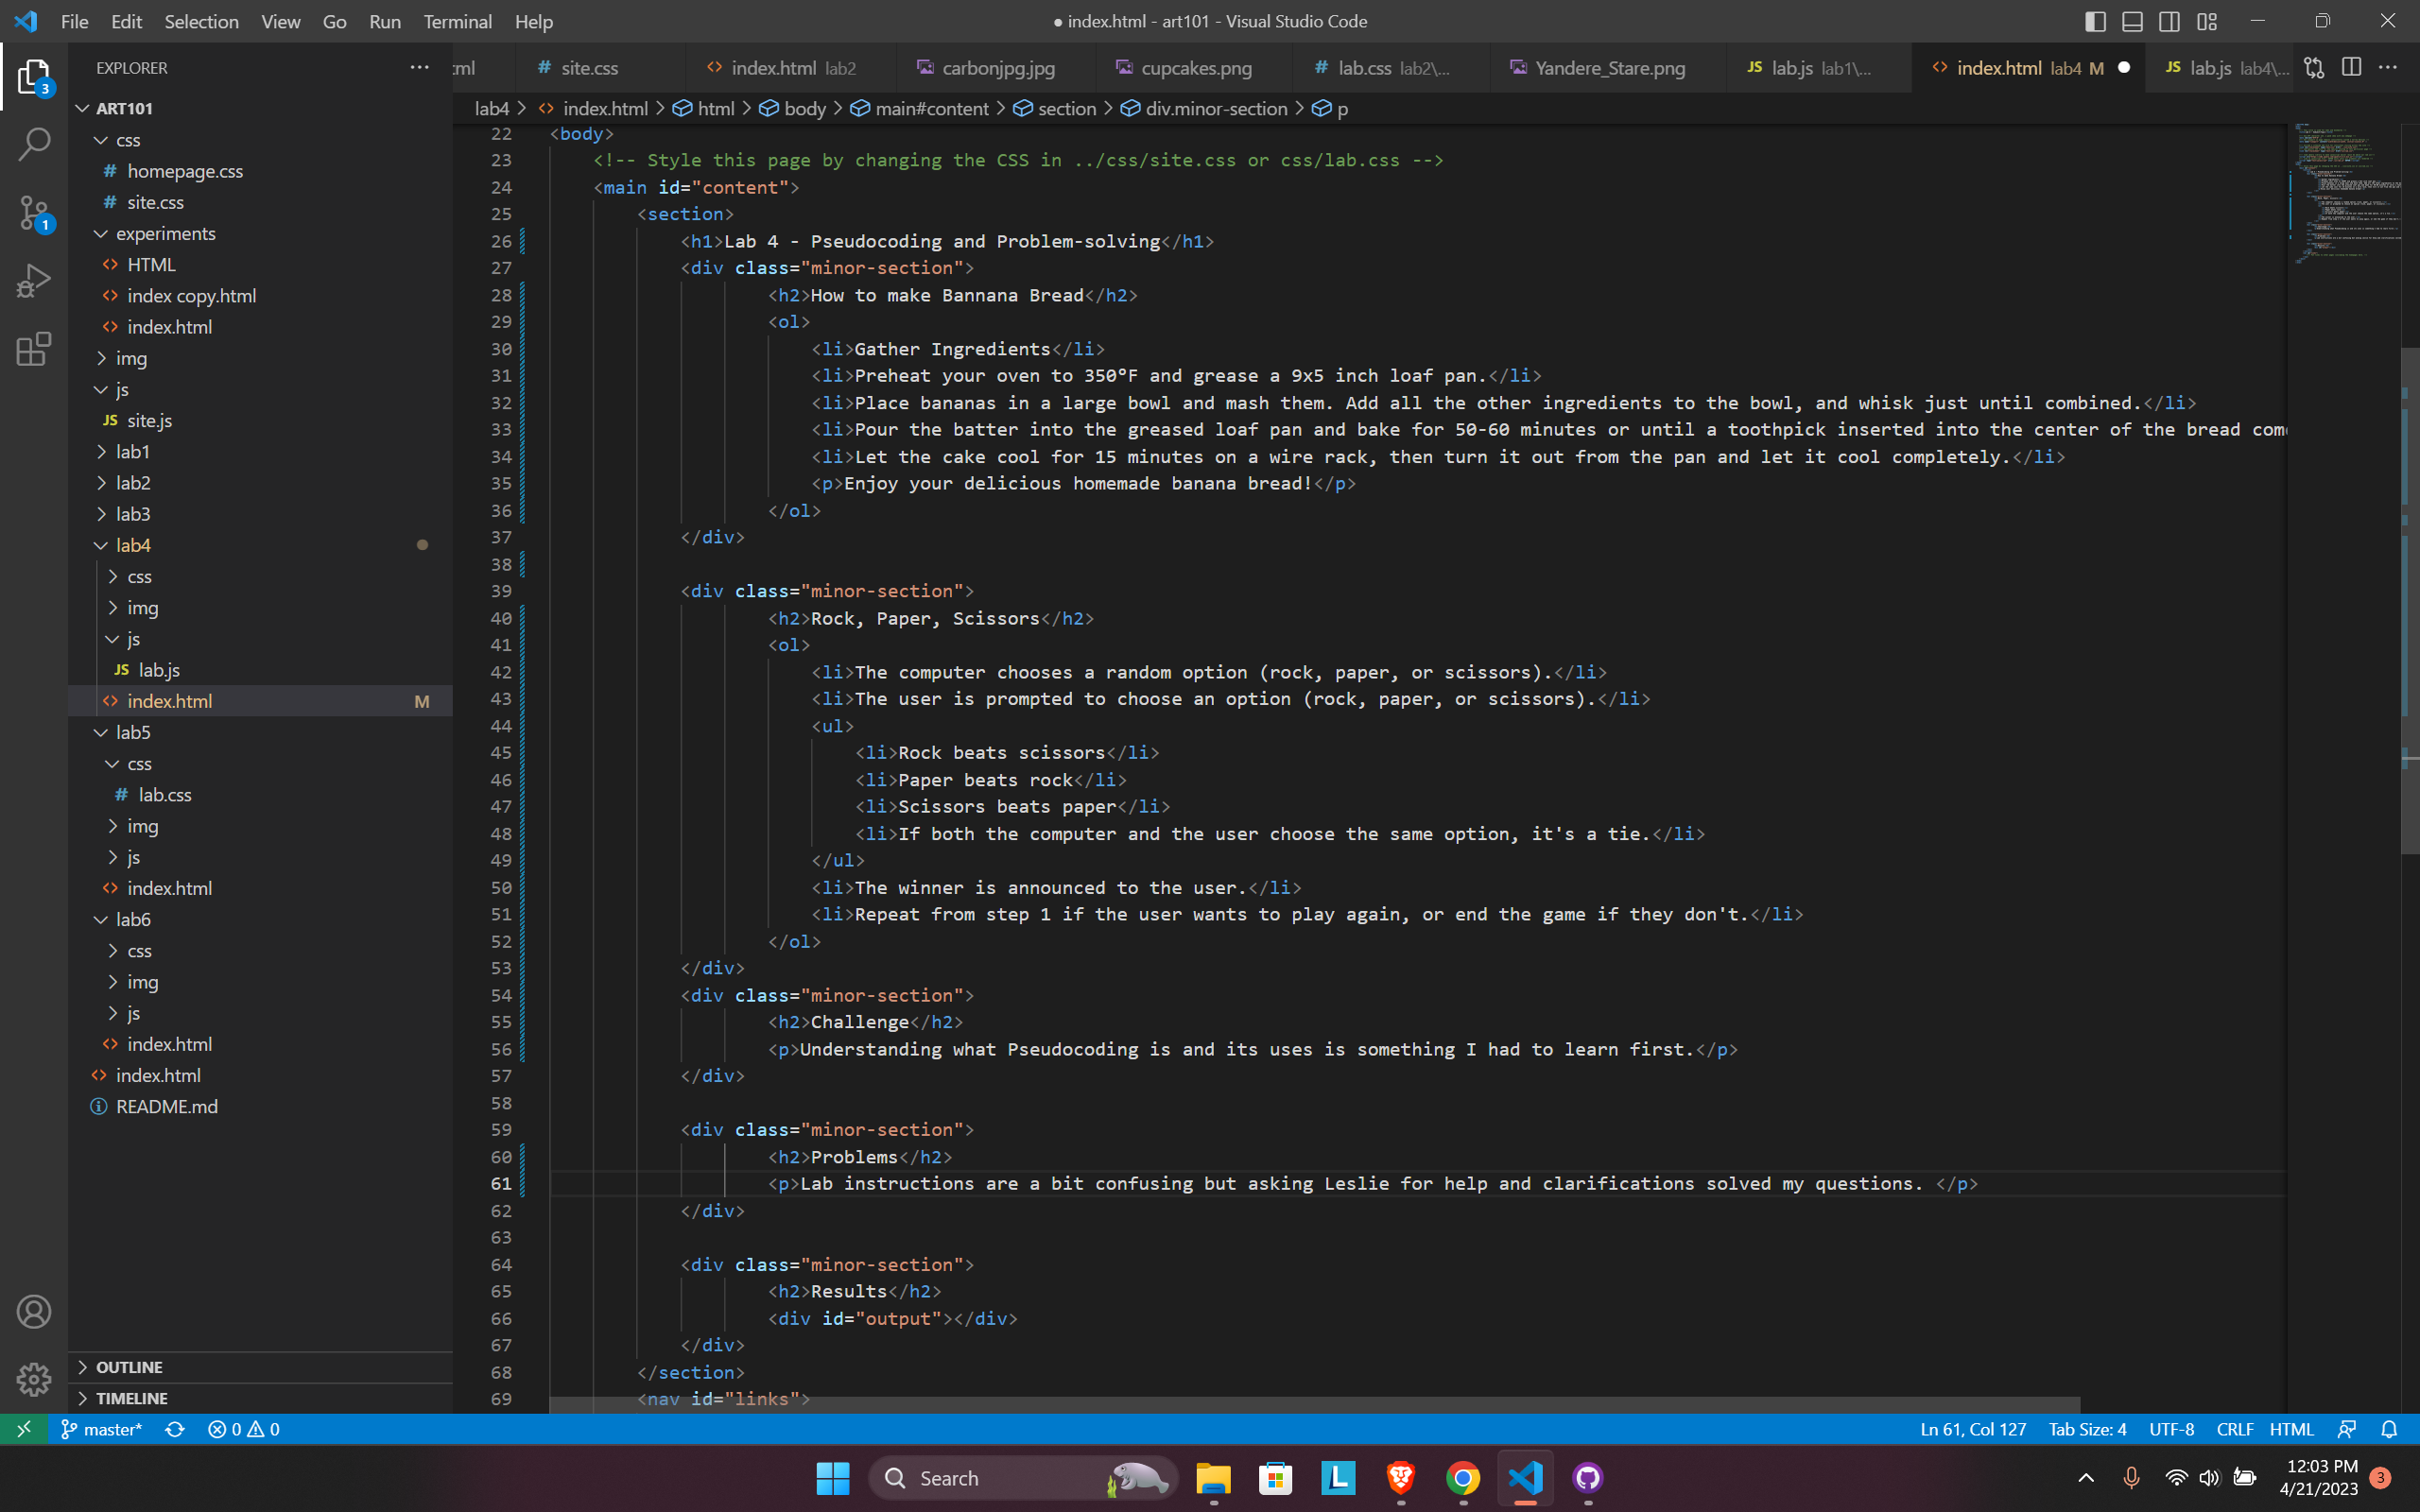 File Edit Selection View Go Run Terminal Help
● index.html - art101 - Visual Studio Code
EXPLORER
3
1
ART101
css
# homepage.css
# site.css
experiments
<> HTML
<> index copy.html
<> index.html
img
js
JS site.js
lab1
lab2
lab3
lab4
css
img
js
JS lab.js
<> index.html M
lab5
css
# lab.css
img
js
<> index.html
lab6
css
img
js
<> index.html
<> index.html
README.md
OUTLINE
TIMELINE
# site.css
<> index.html lab2
carbonjpg.jpg
cupcakes.png
# lab.css lab2\...
Yandere_Stare.png
JS lab.js lab1\...
<> index.html lab4 M ●
JS lab.js lab4\...
lab4 > <> index.html > html > body > main#content > section > div.minor-section > p
22 <body>
23 <!-- Style this page by changing the CSS in ../css/site.css or css/lab.css -->
24 <main id="content">
25 <section>
26 <h1>Lab 4 - Pseudocoding and Problem-solving</h1>
27 <div class="minor-section">
28 <h2>How to make Bannana Bread</h2>
29 <ol>
30 <li>Gather Ingredients</li>
31 <li>Preheat your oven to 350°F and grease a 9x5 inch loaf pan.</li>
32 <li>Place bananas in a large bowl and mash them. Add all the other ingredients to the bowl, and whisk just until combined.</li>
33 <li>Pour the batter into the greased loaf pan and bake for 50-60 minutes or until a toothpick inserted into the center of the bread
34 <li>Let the cake cool for 15 minutes on a wire rack, then turn it out from the pan and let it cool completely.</li>
35 <p>Enjoy your delicious homemade banana bread!</p>
36 </ol>
37 </div>
38
39 <div class="minor-section">
40 <h2>Rock, Paper, Scissors</h2>
41 <ol>
42 <li>The computer chooses a random option (rock, paper, or scissors).</li>
43 <li>The user is prompted to choose an option (rock, paper, or scissors).</li>
44 <ul>
45 <li>Rock beats scissors</li>
46 <li>Paper beats rock</li>
47 <li>Scissors beats paper</li>
48 <li>If both the computer and the user choose the same option, it's a tie.</li>
49 </ul>
50 <li>The winner is announced to the user.</li>
51 <li>Repeat from step 1 if the user wants to play again, or end the game if they don't.</li>
52 </ol>
53 </div>
54 <div class="minor-section">
55 <h2>Challenge</h2>
56 <p>Understanding what Pseudocoding is and its uses is something I had to learn first.</p>
57 </div>
58
59 <div class="minor-section">
60 <h2>Problems</h2>
61 <p>Lab instructions are a bit confusing but asking Leslie for help and clarifications solved my questions. </p>
62 </div>
63
64 <div class="minor-section">
65 <h2>Results</h2>
66 <div id="output"></div>
67 </div>
68 </section>
69 <nav id="links">
master* 0 0
Ln 61, Col 127 Tab Size: 4 UTF-8 CRLF HTML
Search
L
12:03 PM
4/21/2023
3